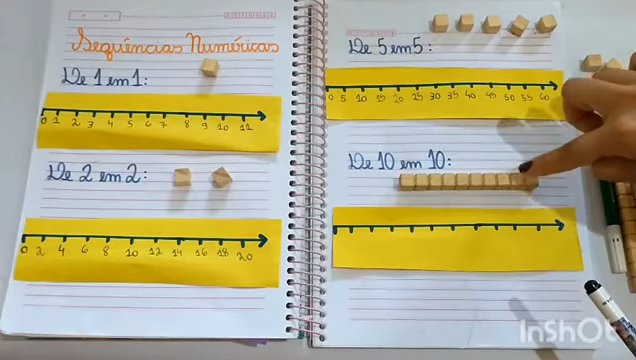 Sequências Numéricas
De 1 em 1:
0 1 2 3 4 5 6 7 8 9 10 11
De 2 em 2:
0 2 4 6 8 10 12 14 16 18 20
De 5 em 5:
0 5 10 15 20 25 30 35 40 45 50 55 60
De 10 em 10:
InShOt